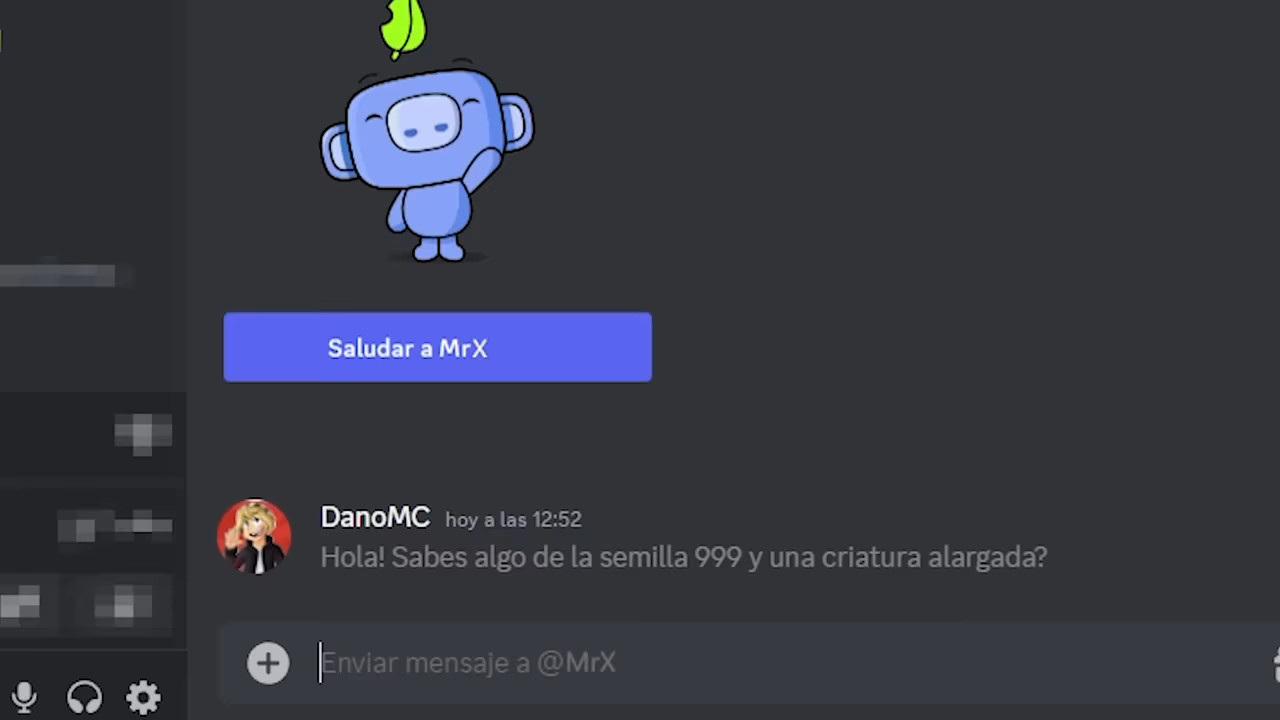 Saludar a MrX
DanoMC hoy a las 12:52
Hola! Sabes algo de la semilla 999 y una criatura alargada?
Enviar mensaje a @MrX